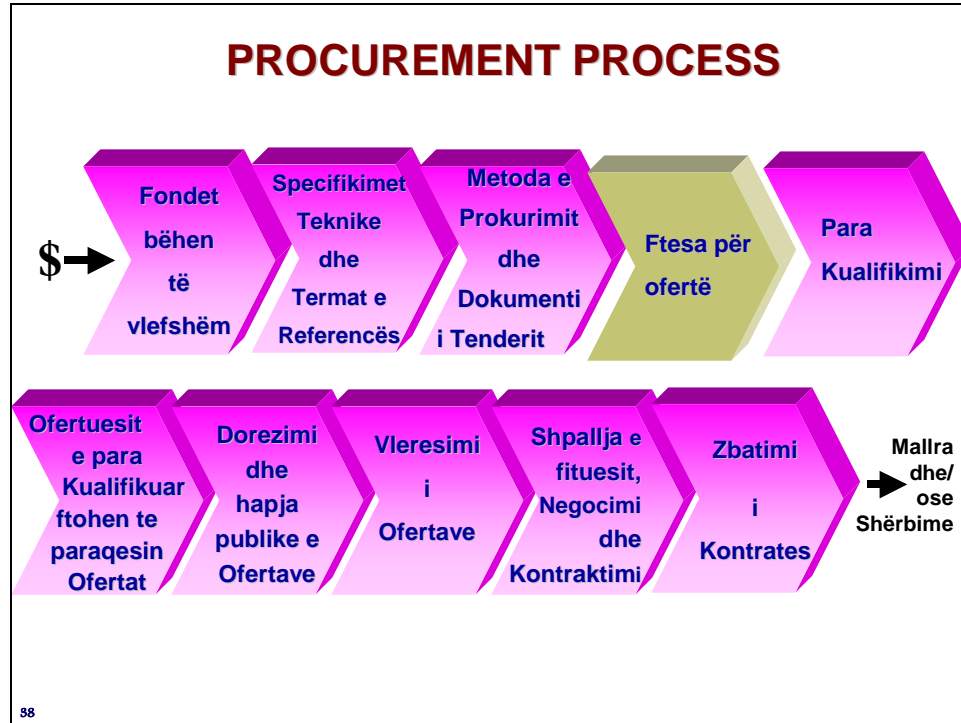 PROCUREMENT PROCESS
$
Fondet
bëhen
të
vlefshëm
Specifikimet
Teknike
dhe
Termat e
Referencës
Metoda e
Prokurimit
dhe
Dokumenti
i Tenderit
Ftesa për
ofertë
Para
Kualifikimi
Ofertuesit
e para
Kualifikuar
ftohen te
paraqesin
Ofertat
Dorezimi
dhe
hapja
publike e
Ofertave
Vleresimi
i
Ofertave
Shpallja e
fituesit,
Negocimi
dhe
Kontraktimi
Zbatimi
i
Kontrates
Mallra
dhe/
ose
Shërbime
38